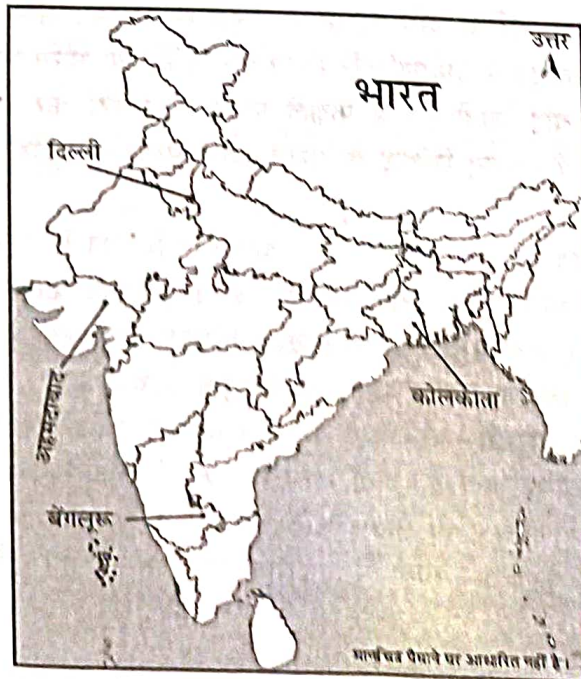 उत्तर
भारत
दिल्ली
अहमदाबाद
कोलकाता
बेंगलूरू
मानचित्र पैमाने पर आधारित नहीं है।